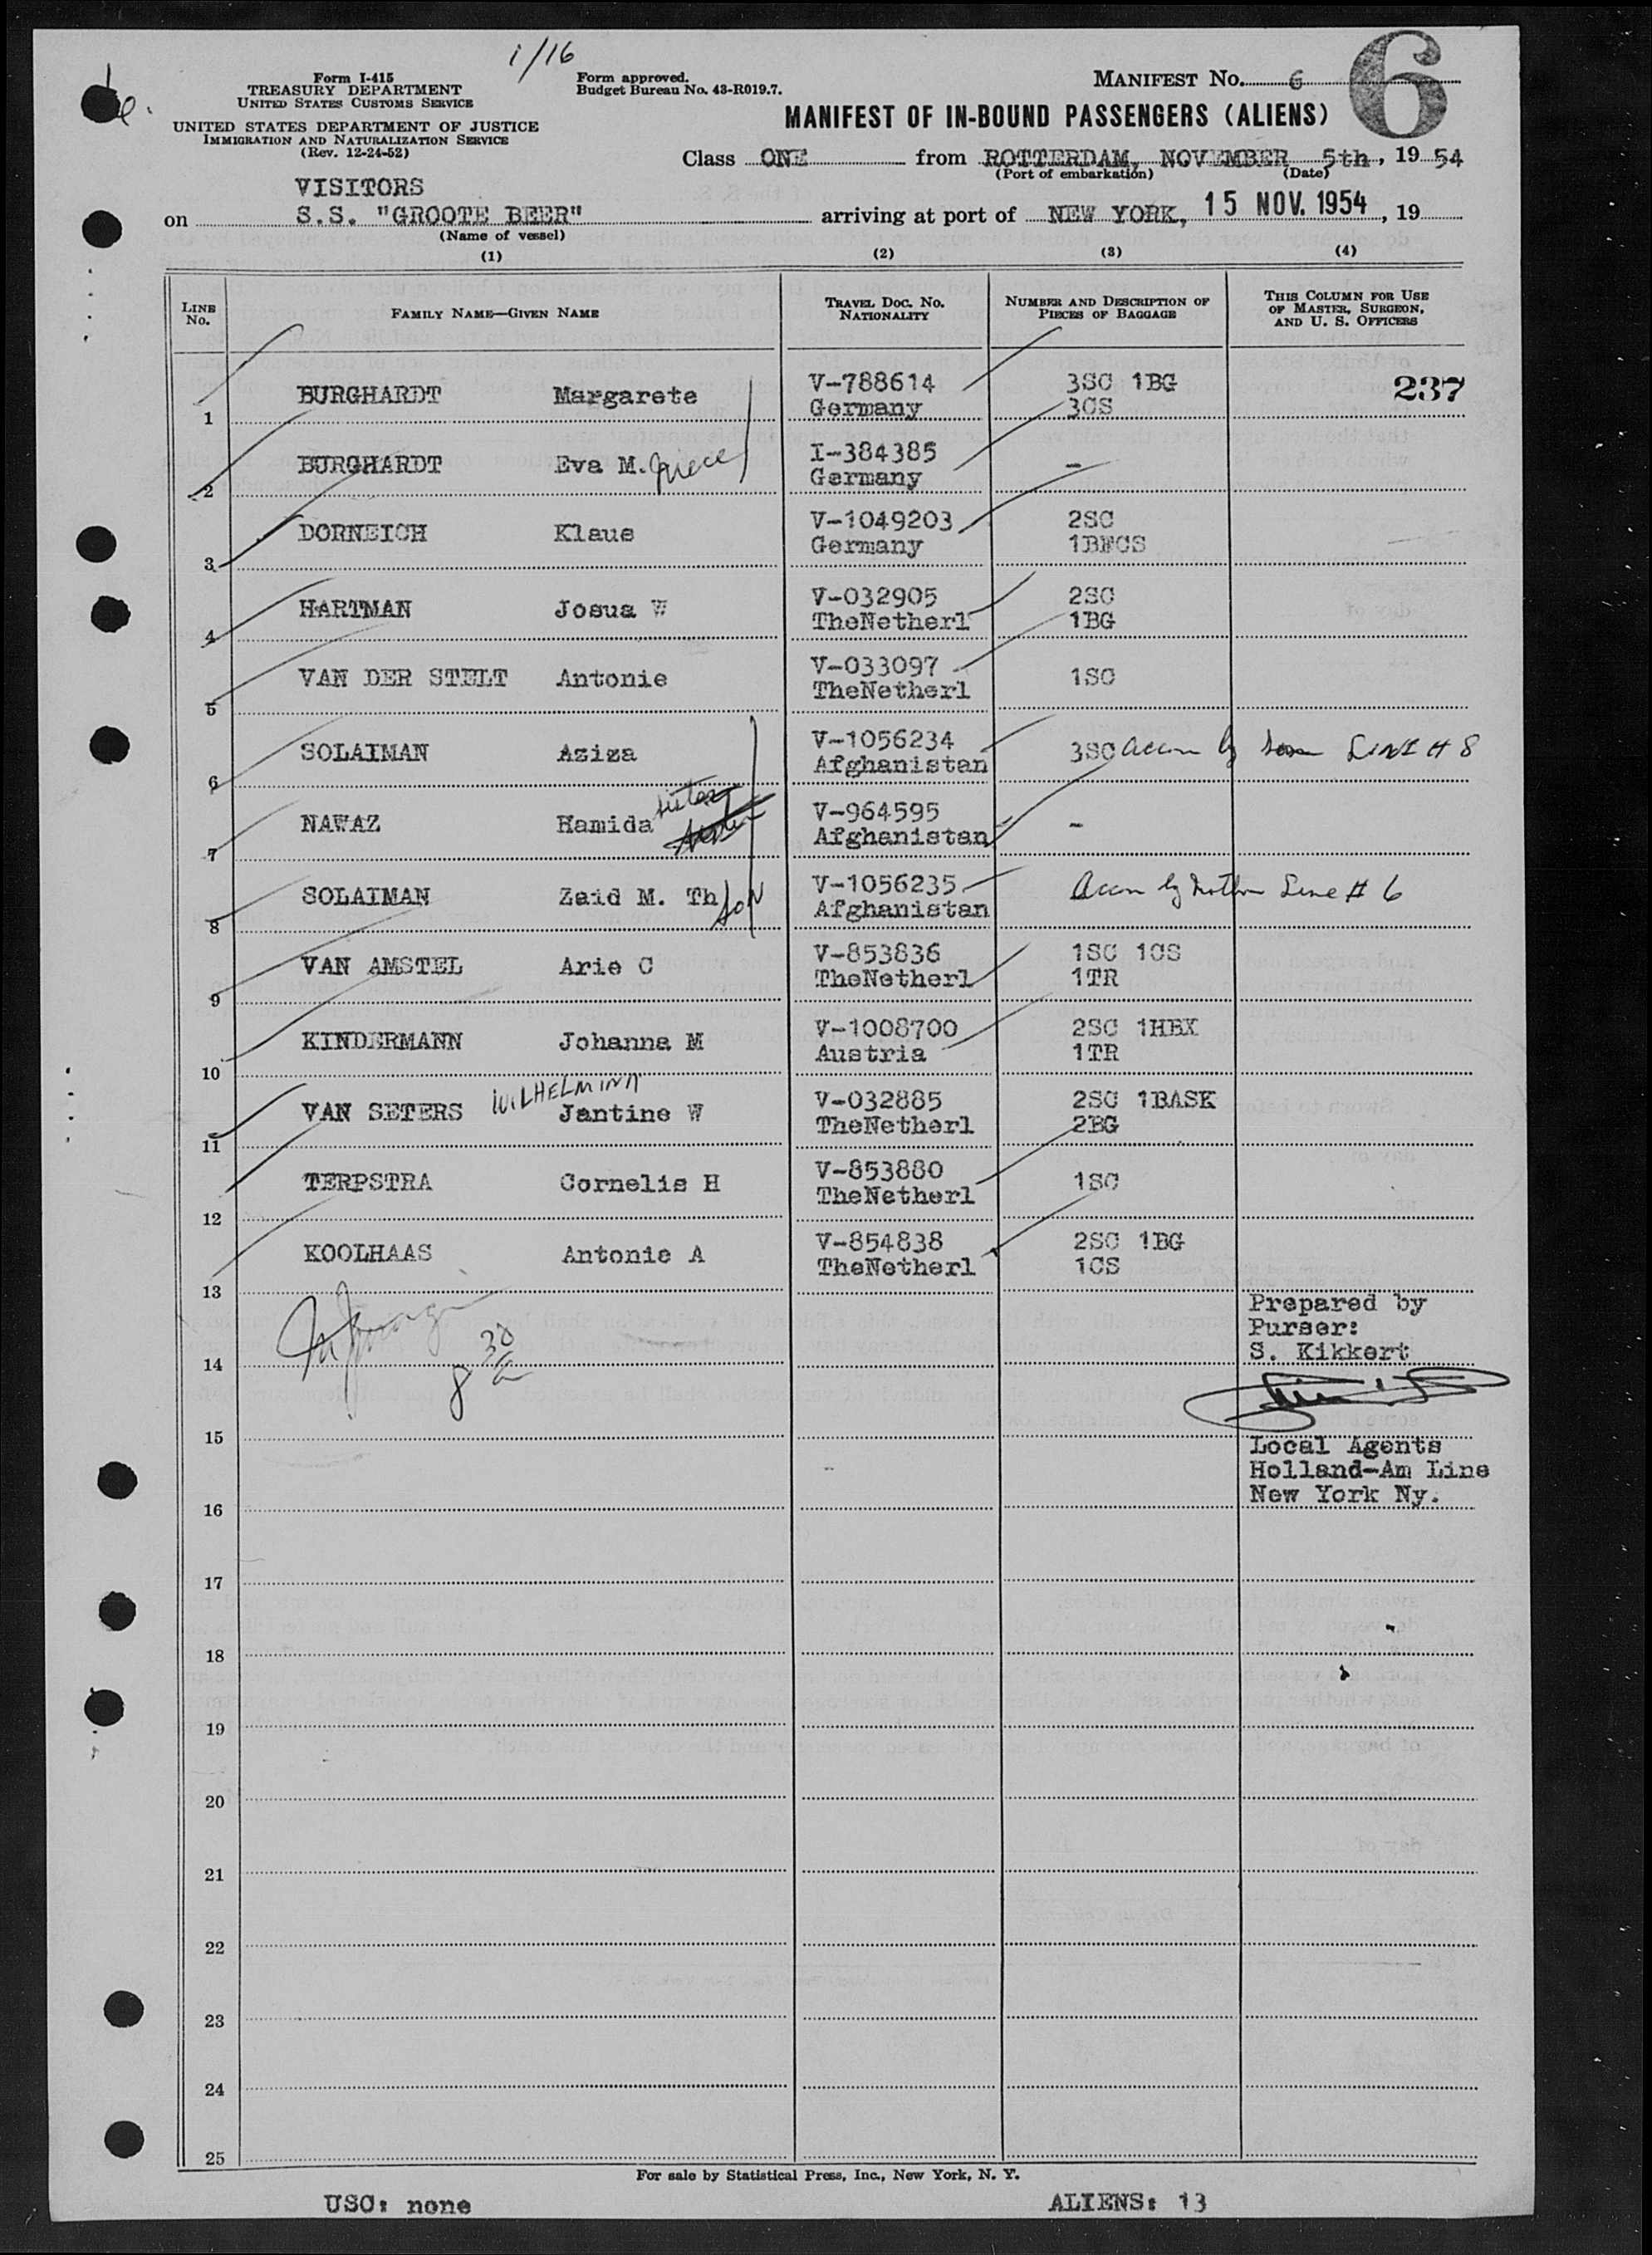 i/16
6
Form I-415
TREASURY DEPARTMENT
UNITED STATES CUSTOMS SERVICE
Form approved.
Budget Bureau No. 43-R019.7.
MANIFEST No. 6
UNITED STATES DEPARTMENT OF JUSTICE
IMMIGRATION AND NATURALIZATION SERVICE
(Rev. 12-24-52)
MANIFEST OF IN-BOUND PASSENGERS (ALIENS)
Class ONE from ROTTERDAM, NOVEMBER 5th, 19 54
(Port of embarkation) (Date)
VISITORS
on S.S. "GROOTE BEER" arriving at port of NEW YORK, 15 NOV. 1954, 19
(Name of vessel)
(1) (2) (3) (4)
LINE No. FAMILY NAME—GIVEN NAME TRAVEL DOC. NO. NATIONALITY NUMBER AND DESCRIPTION OF PIECES OF BAGGAGE THIS COLUMN FOR USE OF MASTER, SURGEON, AND U. S. OFFICERS
1 BURGHARDT Margarete V-788614 Germany 3SC 1BG 3CS 237
2 BURGHARDT Eva M. niece I-384385 Germany -
3 DORNEICH Klaus V-1049203 Germany 2SC 1BFCS
4 HARTMAN Josua W V-032905 TheNetherl 2SC 1BG
5 VAN DER STELT Antonie V-033097 TheNetherl 1SC
6 SOLAIMAN Aziza V-1056234 Afghanistan 3SC accom by son LINE # 8
7 NAWAZ Hamida sister V-964595 Afghanistan -
8 SOLAIMAN Zaid M. Th son V-1056235 Afghanistan Accom by Mother Line # 6
9 VAN AMSTEL Arie C V-853836 TheNetherl 1SC 1CS 1TR
10 KINDERMANN Johanna M V-1008700 Austria 2SC 1HBX 1TR
11 VAN SETERS WILHELMINA Jantine W V-032885 TheNetherl 2SC 1BASK 2BG
12 TERPSTRA Cornelis H V-853880 TheNetherl 1SC
13 KOOLHAAS Antonie A V-854838 TheNetherl 2SC 1BG 1CS
Prepared by
Purser:
14 S. Kikkert
8 30
15
Local Agents
Holland-Am Line
16 New York Ny.
17
18
19
20
21
22
23
24
25
For sale by Statistical Press, Inc., New York, N. Y.
USC: none ALIENS: 13